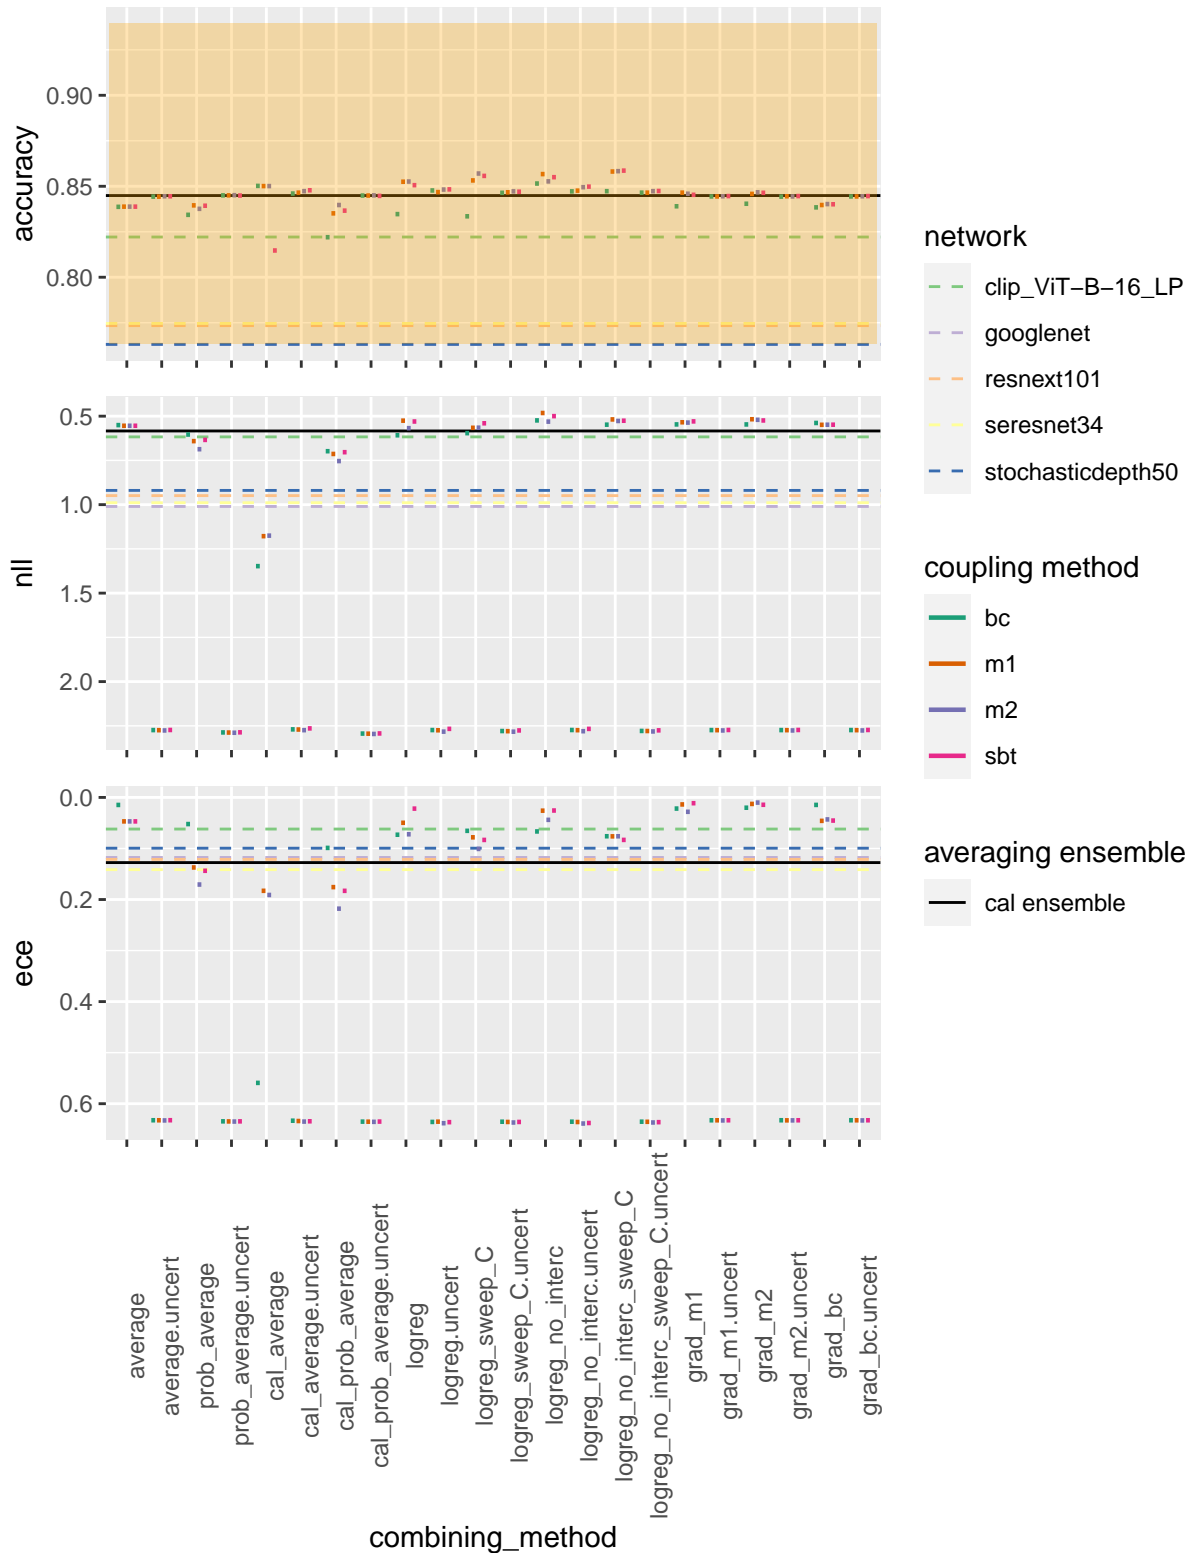 accuracy
0.90
0.85
0.80
nll
0.5
1.0
1.5
2.0
ece
0.0
0.2
0.4
0.6
average
average.uncert
prob_average
prob_average.uncert
cal_average
cal_average.uncert
cal_prob_average
cal_prob_average.uncert
logreg
logreg.uncert
logreg_sweep_C
logreg_sweep_C.uncert
logreg_no_interc
logreg_no_interc.uncert
logreg_no_interc_sweep_C
logreg_no_interc_sweep_C.uncert
grad_m1
grad_m1.uncert
grad_m2
grad_m2.uncert
grad_bc
grad_bc.uncert
combining_method
network
clip_ViT−B−16_LP
googlenet
resnext101
seresnet34
stochasticdepth50
coupling method
bc
m1
m2
sbt
averaging ensemble
cal ensemble